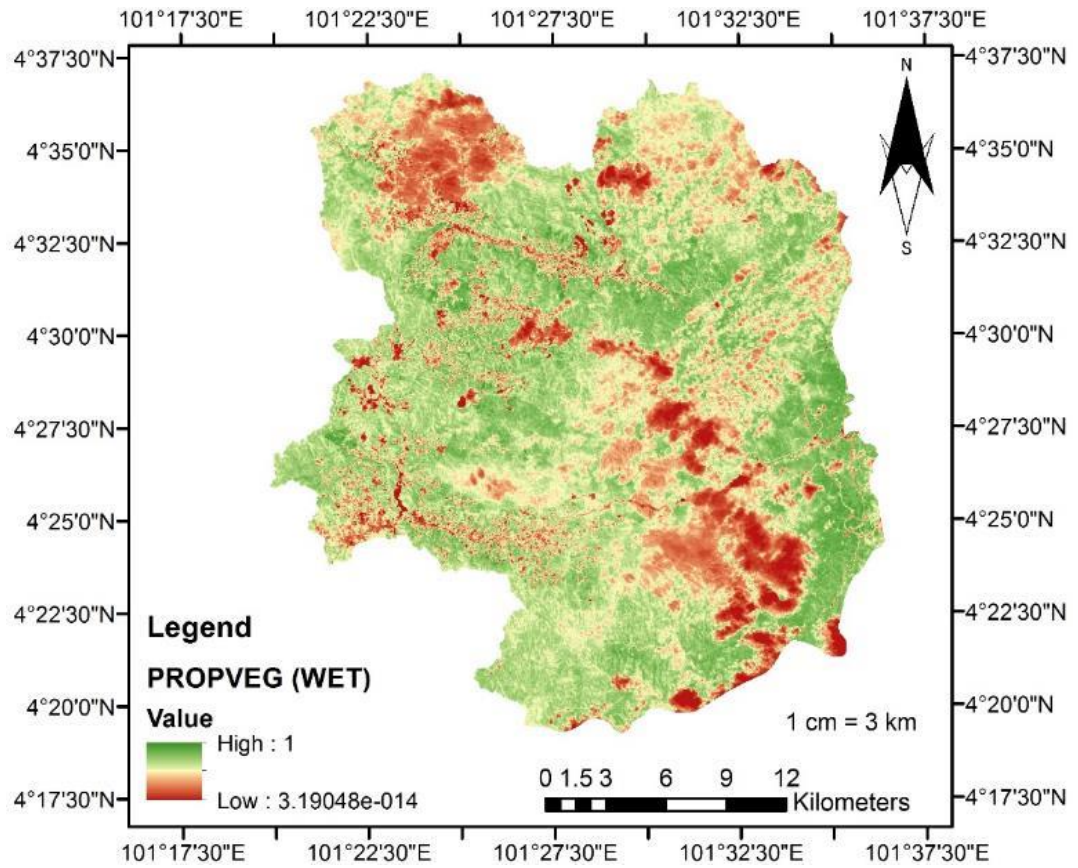 101°17'30"E 101°22'30"E 101°27'30"E 101°32'30"E 101°37'30"E
4°37'30"N 4°37'30"N
N
4°35'0"N 4°35'0"N
S
4°32'30"N 4°32'30"N
4°30'0"N 4°30'0"N
4°27'30"N 4°27'30"N
4°25'0"N 4°25'0"N
4°22'30"N 4°22'30"N
Legend
PROPVEG (WET)
4°20'0"N 4°20'0"N
Value
1 cm = 3 km
High : 1
0 1.5 3 6 9 12
Low : 3.19048e-014
Kilometers
4°17'30"N 4°17'30"N
101°17'30"E 101°22'30"E 101°27'30"E 101°32'30"E 101°37'30"E